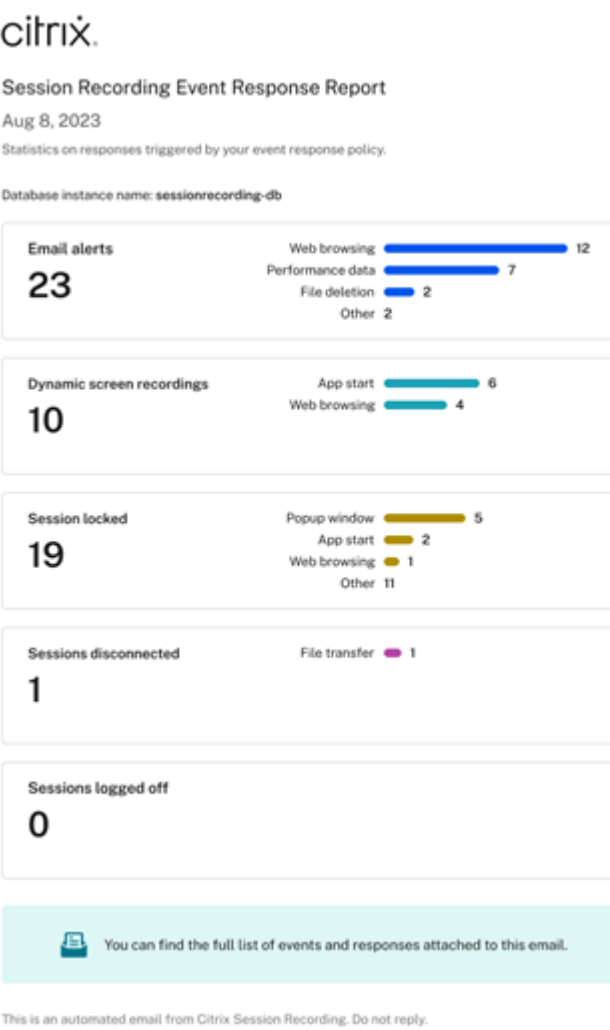 citrix.
Session Recording Event Response Report
Aug 8, 2023
Statistics on responses triggered by your event response policy.
Database instance name: sessionrecording-db
Email alerts
23
Web browsing 12
Performance data 7
File deletion 2
Other 2
Dynamic screen recordings
10
App start 6
Web browsing 4
Session locked
19
Popup window 5
App start 2
Web browsing 1
Other 11
Sessions disconnected
1
File transfer 1
Sessions logged off
0
You can find the full list of events and responses attached to this email.
This is an automated email from Citrix Session Recording. Do not reply.